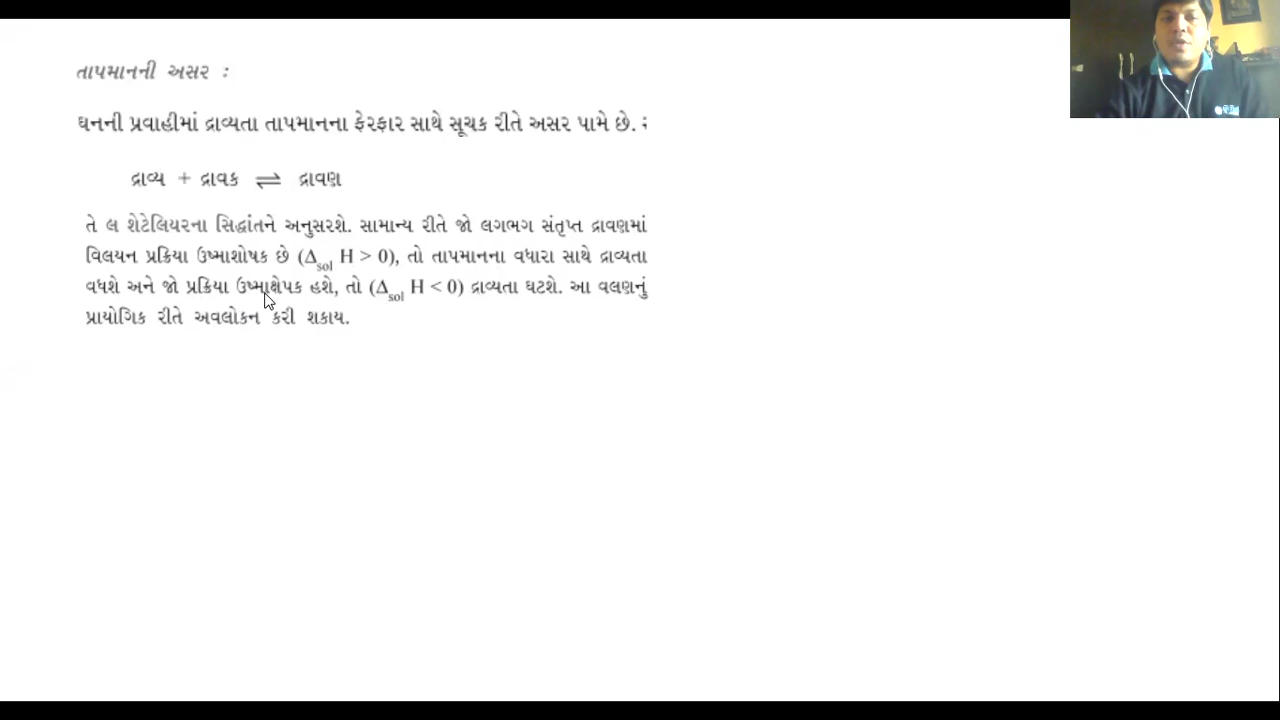 તાપમાનની અસર :
ઘનની પ્રવાહીમાં દ્રાવ્યતા તાપમાનના ફેરફાર સાથે સૂચક રીતે અસર પામે છે.
દ્રાવ્ય + દ્રાવક ⇌ દ્રાવણ
તે લ શેટેલિયરના સિદ્ધાંતને અનુસરશે. સામાન્ય રીતે જો લગભગ સંતૃપ્ત દ્રાવણમાં
વિલયન પ્રક્રિયા ઉષ્માશોષક છે (Δsol H > 0), તો તાપમાનના વધારા સાથે દ્રાવ્યતા
વધશે અને જો પ્રક્રિયા ઉષ્માક્ષેપક હશે, તો (Δsol H < 0) દ્રાવ્યતા ઘટશે. આ વલણનું
પ્રાયોગિક રીતે અવલોકન કરી શકાય.